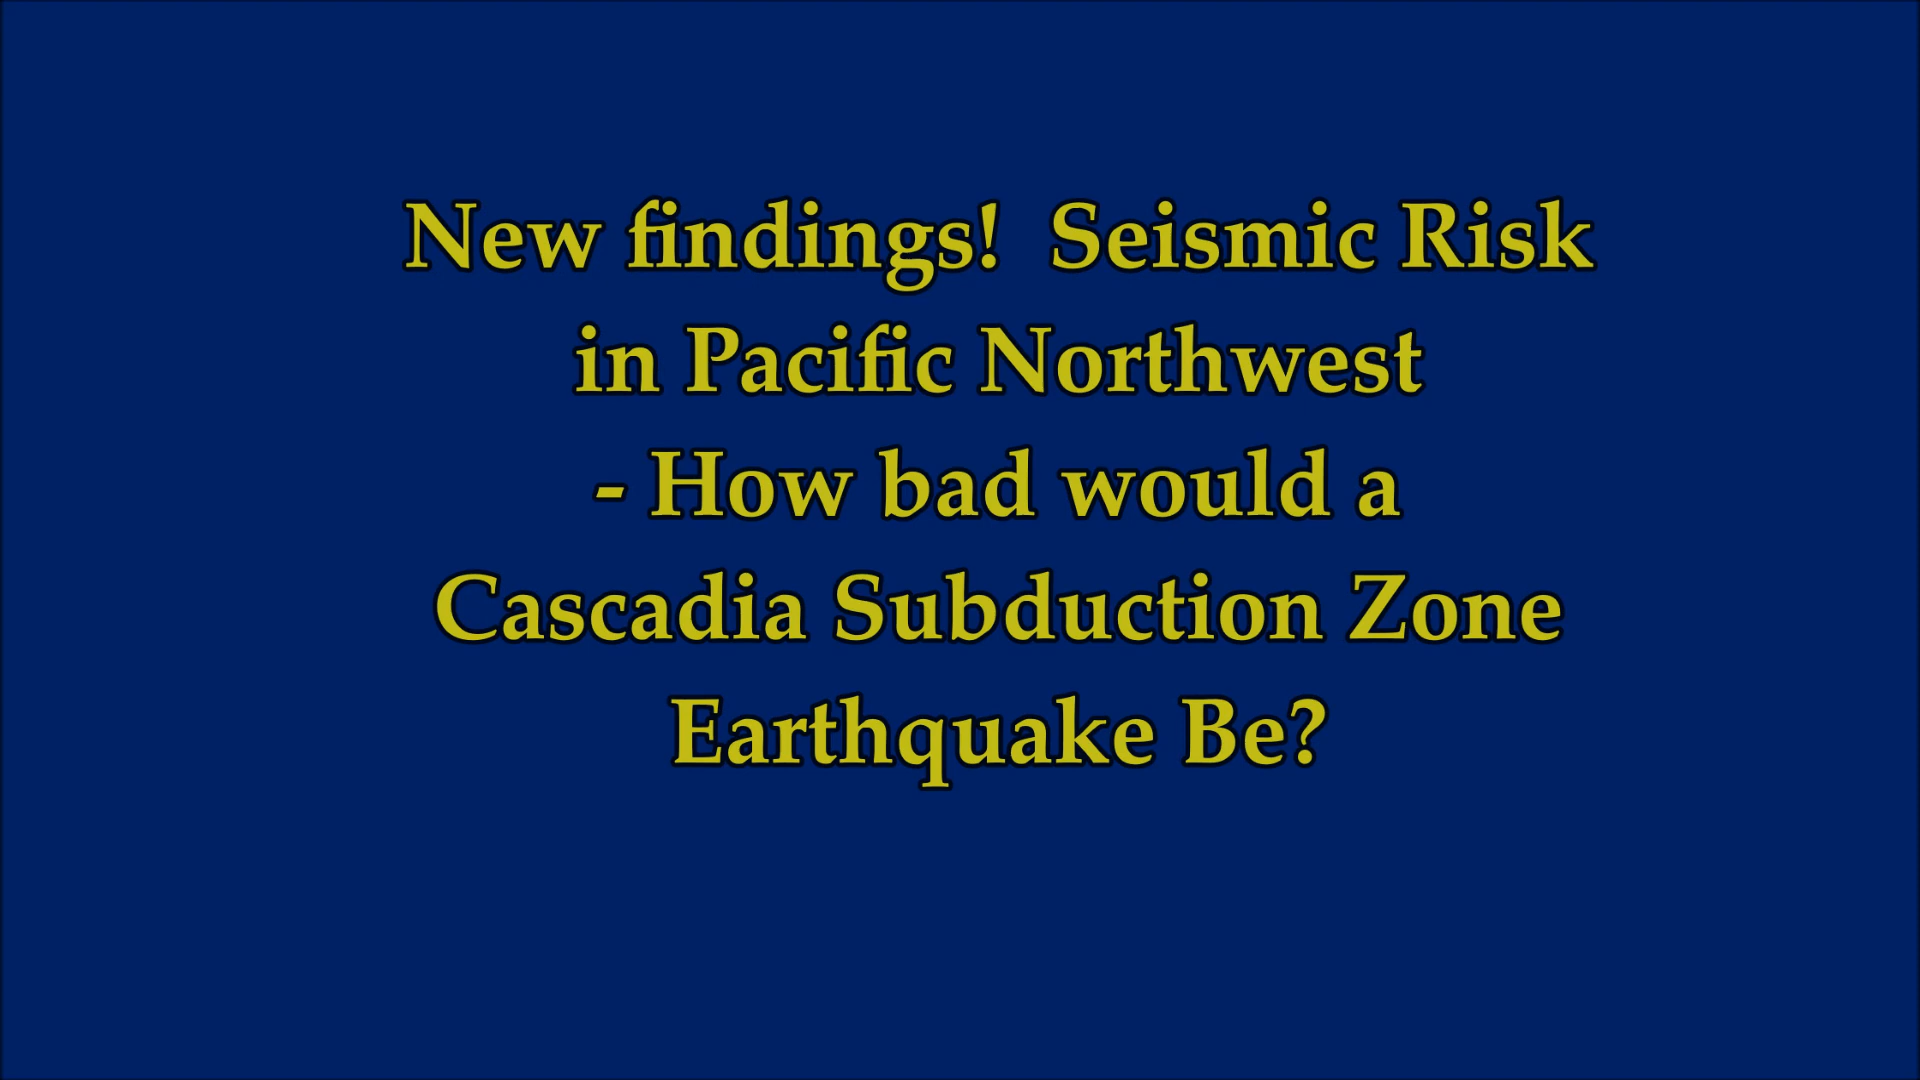 New findings!  Seismic Risk
in Pacific Northwest
- How bad would a
Cascadia Subduction Zone
Earthquake Be?